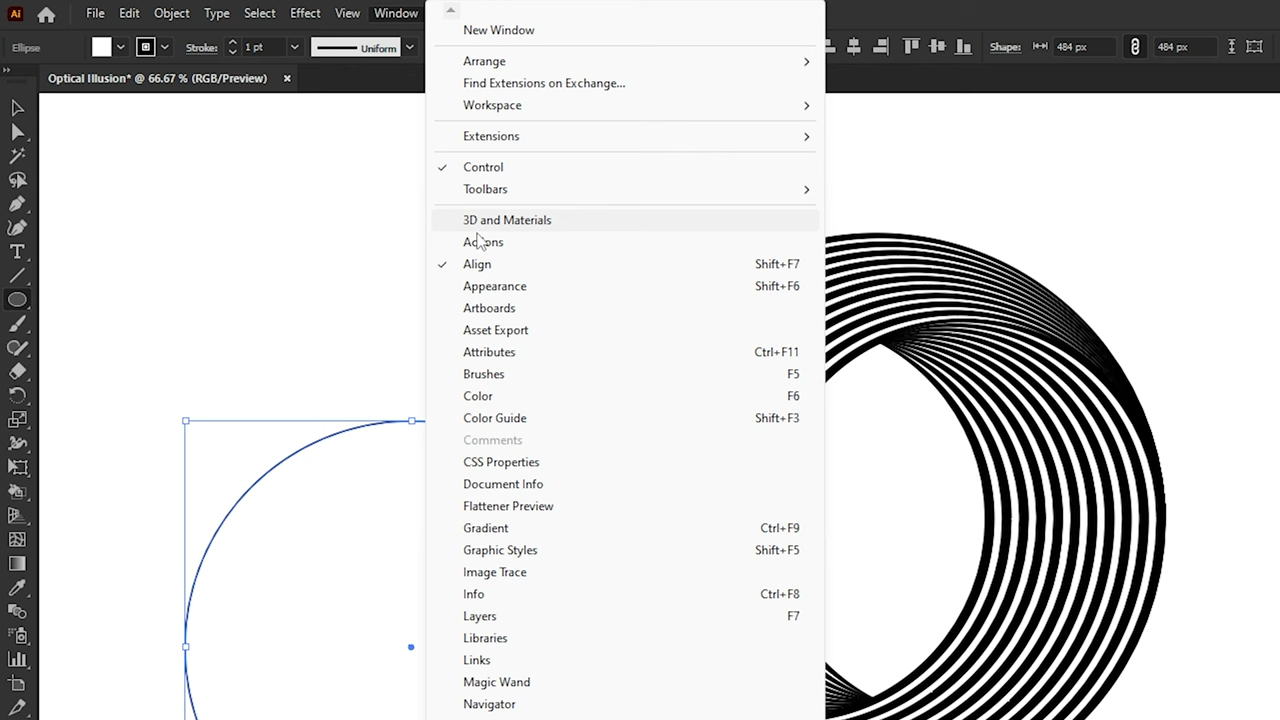 Ai File Edit Object Type Select Effect View Window
Ellipse Stroke: 1 pt Uniform Shape: 484 px 484 px
Optical Illusion* @ 66.67 % (RGB/Preview) ×
New Window
Arrange
Find Extensions on Exchange...
Workspace
Extensions
Control
Toolbars
3D and Materials
Actions
Align Shift+F7
Appearance Shift+F6
Artboards
Asset Export
Attributes Ctrl+F11
Brushes F5
Color F6
Color Guide Shift+F3
Comments
CSS Properties
Document Info
Flattener Preview
Gradient Ctrl+F9
Graphic Styles Shift+F5
Image Trace
Info Ctrl+F8
Layers F7
Libraries
Links
Magic Wand
Navigator